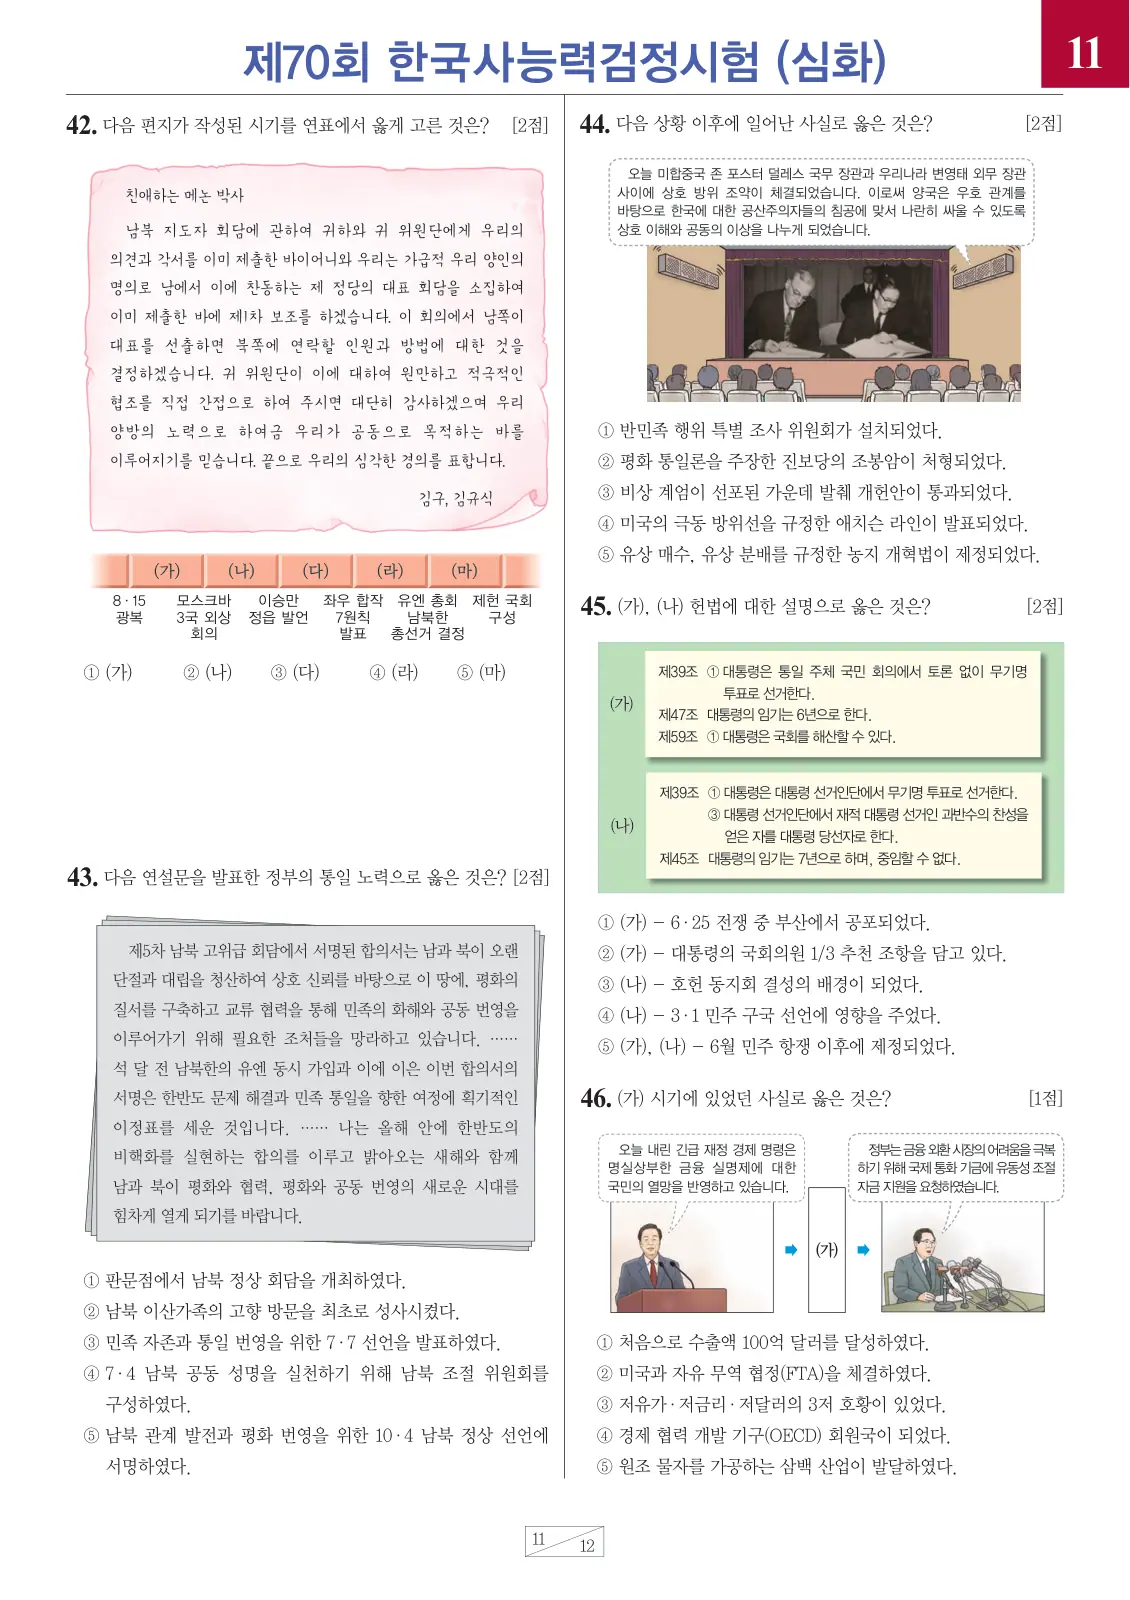 제70회 한국사능력검정시험 (심화)
11
42. 다음 편지가 작성된 시기를 연표에서 옳게 고른 것은? [2점]
친애하는 메논 박사
남북 지도자 회담에 관하여 귀하와 귀 위원단에게 우리의
의견과 각서를 이미 제출한 바이어니와 우리는 가급적 우리 양인의
명의로 남에서 이에 찬동하는 제 정당의 대표 회담을 소집하여
이미 제출한 바에 제1차 보조를 하겠습니다. 이 회의에서 남쪽이
대표를 선출하면 북쪽에 연락할 인원과 방법에 대한 것을
결정하겠습니다. 귀 위원단이 이에 대하여 원만하고 적극적인
협조를 직접 간접으로 하여 주시면 대단히 감사하겠으며 우리
양방의 노력으로 하여금 우리가 공동으로 목적하는 바를
이루어지기를 믿습니다. 끝으로 우리의 심각한 경의를 표합니다.
김구, 김규식
(가) (나) (다) (라) (마)
8·15 모스크바 이승만 좌우 합작 유엔 총회 제헌 국회
광복 3국 외상 정읍 발언 7원칙 남북한 구성
회의 발표 총선거 결정
① (가) ② (나) ③ (다) ④ (라) ⑤ (마)
43. 다음 연설문을 발표한 정부의 통일 노력으로 옳은 것은? [2점]
제5차 남북 고위급 회담에서 서명된 합의서는 남과 북이 오랜
단절과 대립을 청산하여 상호 신뢰를 바탕으로 이 땅에, 평화의
질서를 구축하고 교류 협력을 통해 민족의 화해와 공동 번영을
이루어가기 위해 필요한 조처들을 망라하고 있습니다. ……
석 달 전 남북한의 유엔 동시 가입과 이에 이은 이번 합의서의
서명은 한반도 문제 해결과 민족 통일을 향한 여정에 획기적인
이정표를 세운 것입니다. …… 나는 올해 안에 한반도의
비핵화를 실현하는 합의를 이루고 밝아오는 새해와 함께
남과 북이 평화와 협력, 평화와 공동 번영의 새로운 시대를
힘차게 열게 되기를 바랍니다.
① 판문점에서 남북 정상 회담을 개최하였다.
② 남북 이산가족의 고향 방문을 최초로 성사시켰다.
③ 민족 자존과 통일 번영을 위한 7·7 선언을 발표하였다.
④ 7·4 남북 공동 성명을 실천하기 위해 남북 조절 위원회를
구성하였다.
⑤ 남북 관계 발전과 평화 번영을 위한 10·4 남북 정상 선언에
서명하였다.
44. 다음 상황 이후에 일어난 사실로 옳은 것은? [2점]
오늘 미합중국 존 포스터 덜레스 국무 장관과 우리나라 변영태 외무 장관
사이에 상호 방위 조약이 체결되었습니다. 이로써 양국은 우호 관계를
바탕으로 한국에 대한 공산주의자들의 침공에 맞서 나란히 싸울 수 있도록
상호 이해와 공동의 이상을 나누게 되었습니다.
① 반민족 행위 특별 조사 위원회가 설치되었다.
② 평화 통일론을 주장한 진보당의 조봉암이 처형되었다.
③ 비상 계엄이 선포된 가운데 발췌 개헌안이 통과되었다.
④ 미국의 극동 방위선을 규정한 애치슨 라인이 발표되었다.
⑤ 유상 매수, 유상 분배를 규정한 농지 개혁법이 제정되었다.
45. (가), (나) 헌법에 대한 설명으로 옳은 것은? [2점]
(가)
제39조 ① 대통령은 통일 주체 국민 회의에서 토론 없이 무기명
투표로 선거한다.
제47조 대통령의 임기는 6년으로 한다.
제59조 ① 대통령은 국회를 해산할 수 있다.
(나)
제39조 ① 대통령은 대통령 선거인단에서 무기명 투표로 선거한다.
③ 대통령 선거인단에서 재적 대통령 선거인 과반수의 찬성을
얻은 자를 대통령 당선자로 한다.
제45조 대통령의 임기는 7년으로 하며, 중임할 수 없다.
① (가) - 6·25 전쟁 중 부산에서 공포되었다.
② (가) - 대통령의 국회의원 1/3 추천 조항을 담고 있다.
③ (나) - 호헌 동지회 결성의 배경이 되었다.
④ (나) - 3·1 민주 구국 선언에 영향을 주었다.
⑤ (가), (나) - 6월 민주 항쟁 이후에 제정되었다.
46. (가) 시기에 있었던 사실로 옳은 것은? [1점]
오늘 내린 긴급 재정 경제 명령은
명실상부한 금융 실명제에 대한
국민의 열망을 반영하고 있습니다.
(가)
정부는 금융 외환 시장의 어려움을 극복
하기 위해 국제 통화 기금에 유동성 조절
자금 지원을 요청하였습니다.
① 처음으로 수출액 100억 달러를 달성하였다.
② 미국과 자유 무역 협정(FTA)을 체결하였다.
③ 저유가·저금리·저달러의 3저 호황이 있었다.
④ 경제 협력 개발 기구(OECD) 회원국이 되었다.
⑤ 원조 물자를 가공하는 삼백 산업이 발달하였다.
11
12